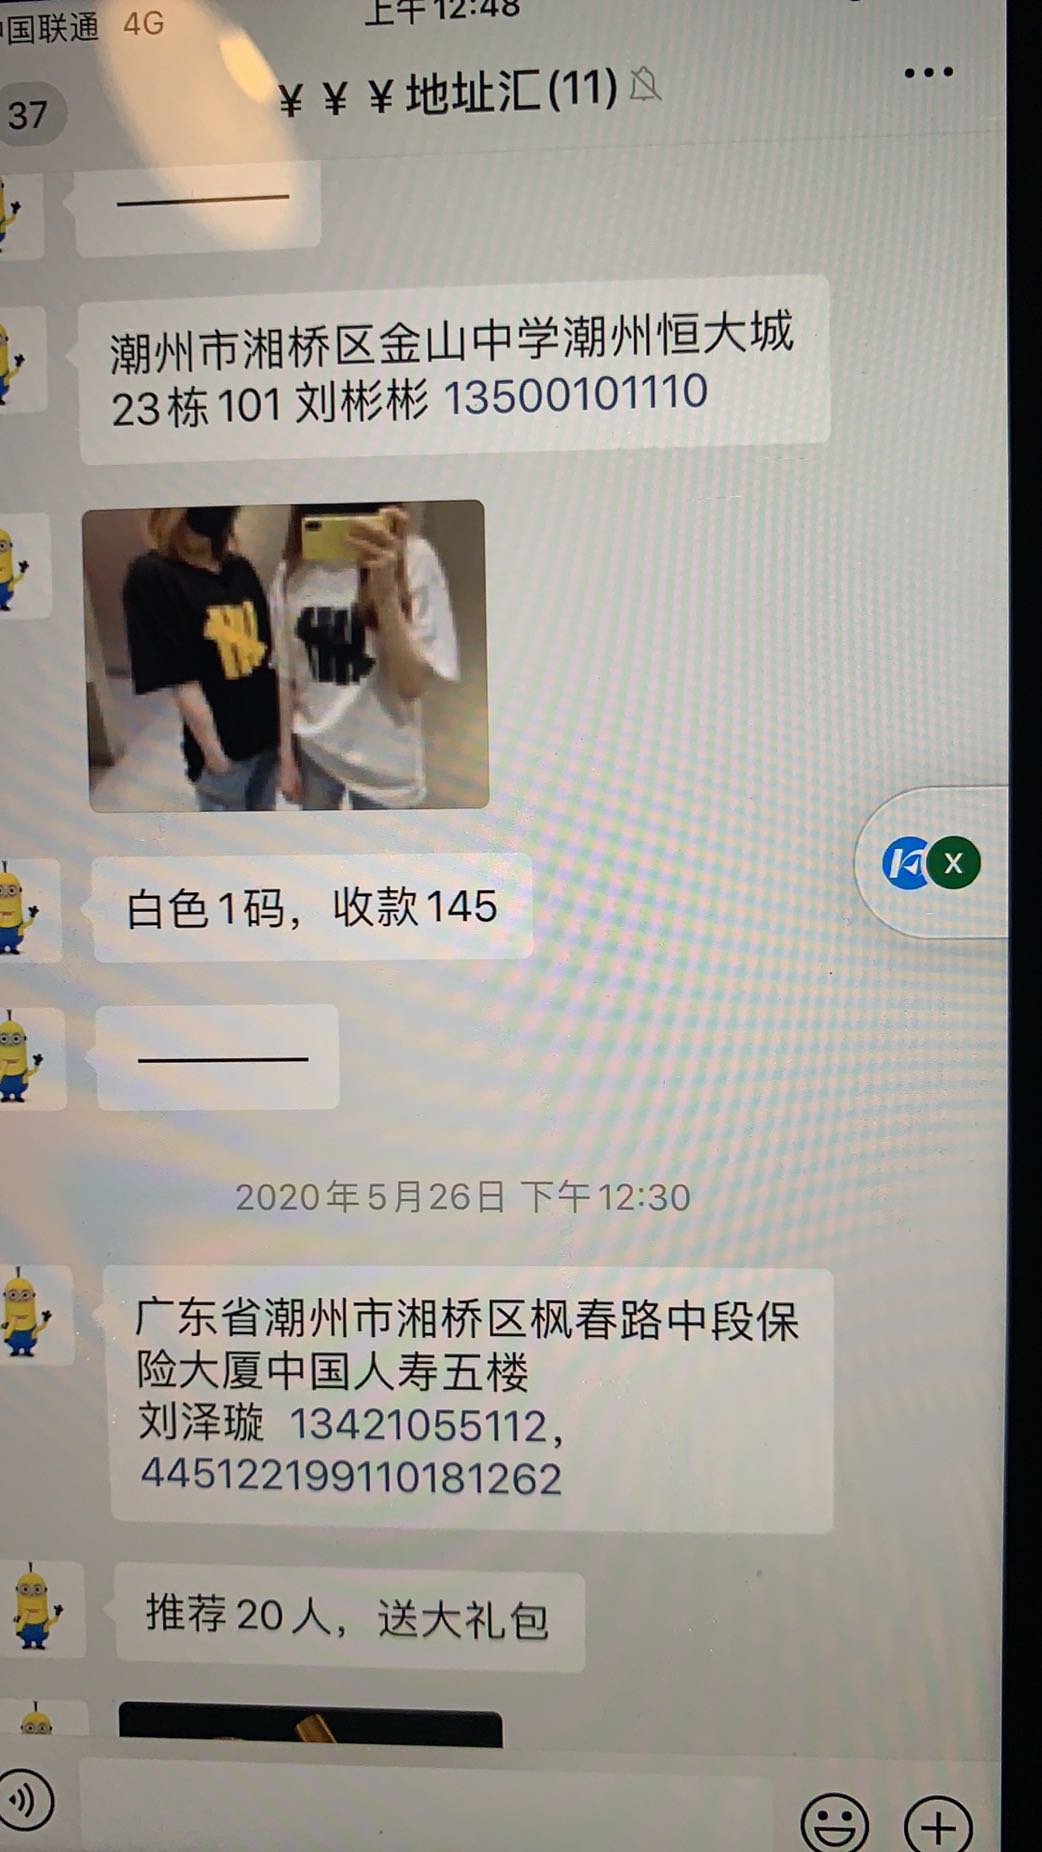 中国联通 4G
上午12:48
37
¥ ¥ ¥地址汇(11)
潮州市湘桥区金山中学潮州恒大城
23栋101 刘彬彬 13500101110
白色1码，收款145
X
2020年5月26日 下午12:30
广东省潮州市湘桥区枫春路中段保
险大厦中国人寿五楼
刘泽璇 13421055112，
445122199110181262
推荐20人，送大礼包